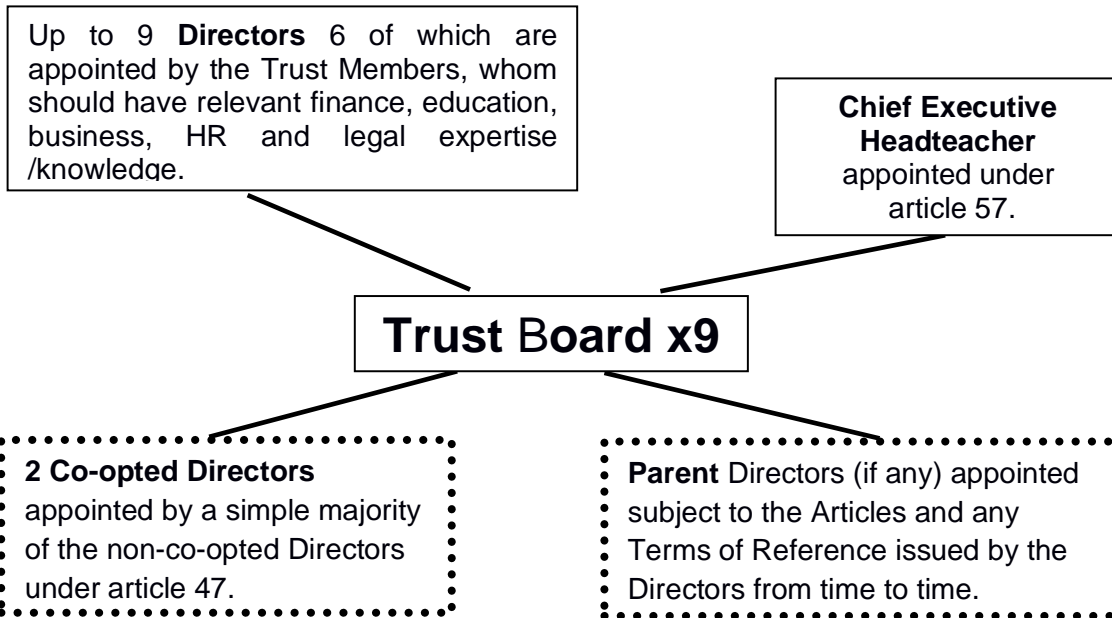 Up to 9 Directors 6 of which are
appointed by the Trust Members, whom
should have relevant finance, education,
business, HR and legal expertise
/knowledge.
Chief Executive
Headteacher
appointed under
article 57.
Trust Board x9
2 Co-opted Directors
appointed by a simple majority
of the non-co-opted Directors
under article 47.
Parent Directors (if any) appointed
subject to the Articles and any
Terms of Reference issued by the
Directors from time to time.